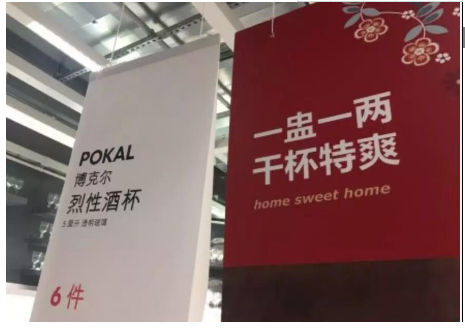 POKAL
博克尔
烈性酒杯
5 厘升 透明玻璃
6 件
一盅一两
干杯特爽
home sweet home